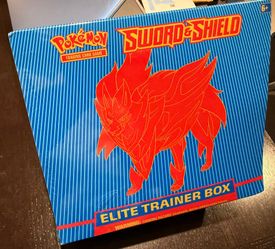 Pokémon
TRADING CARD GAME
SWORD & SHIELD
6+
ELITE TRAINER BOX
WARNING: